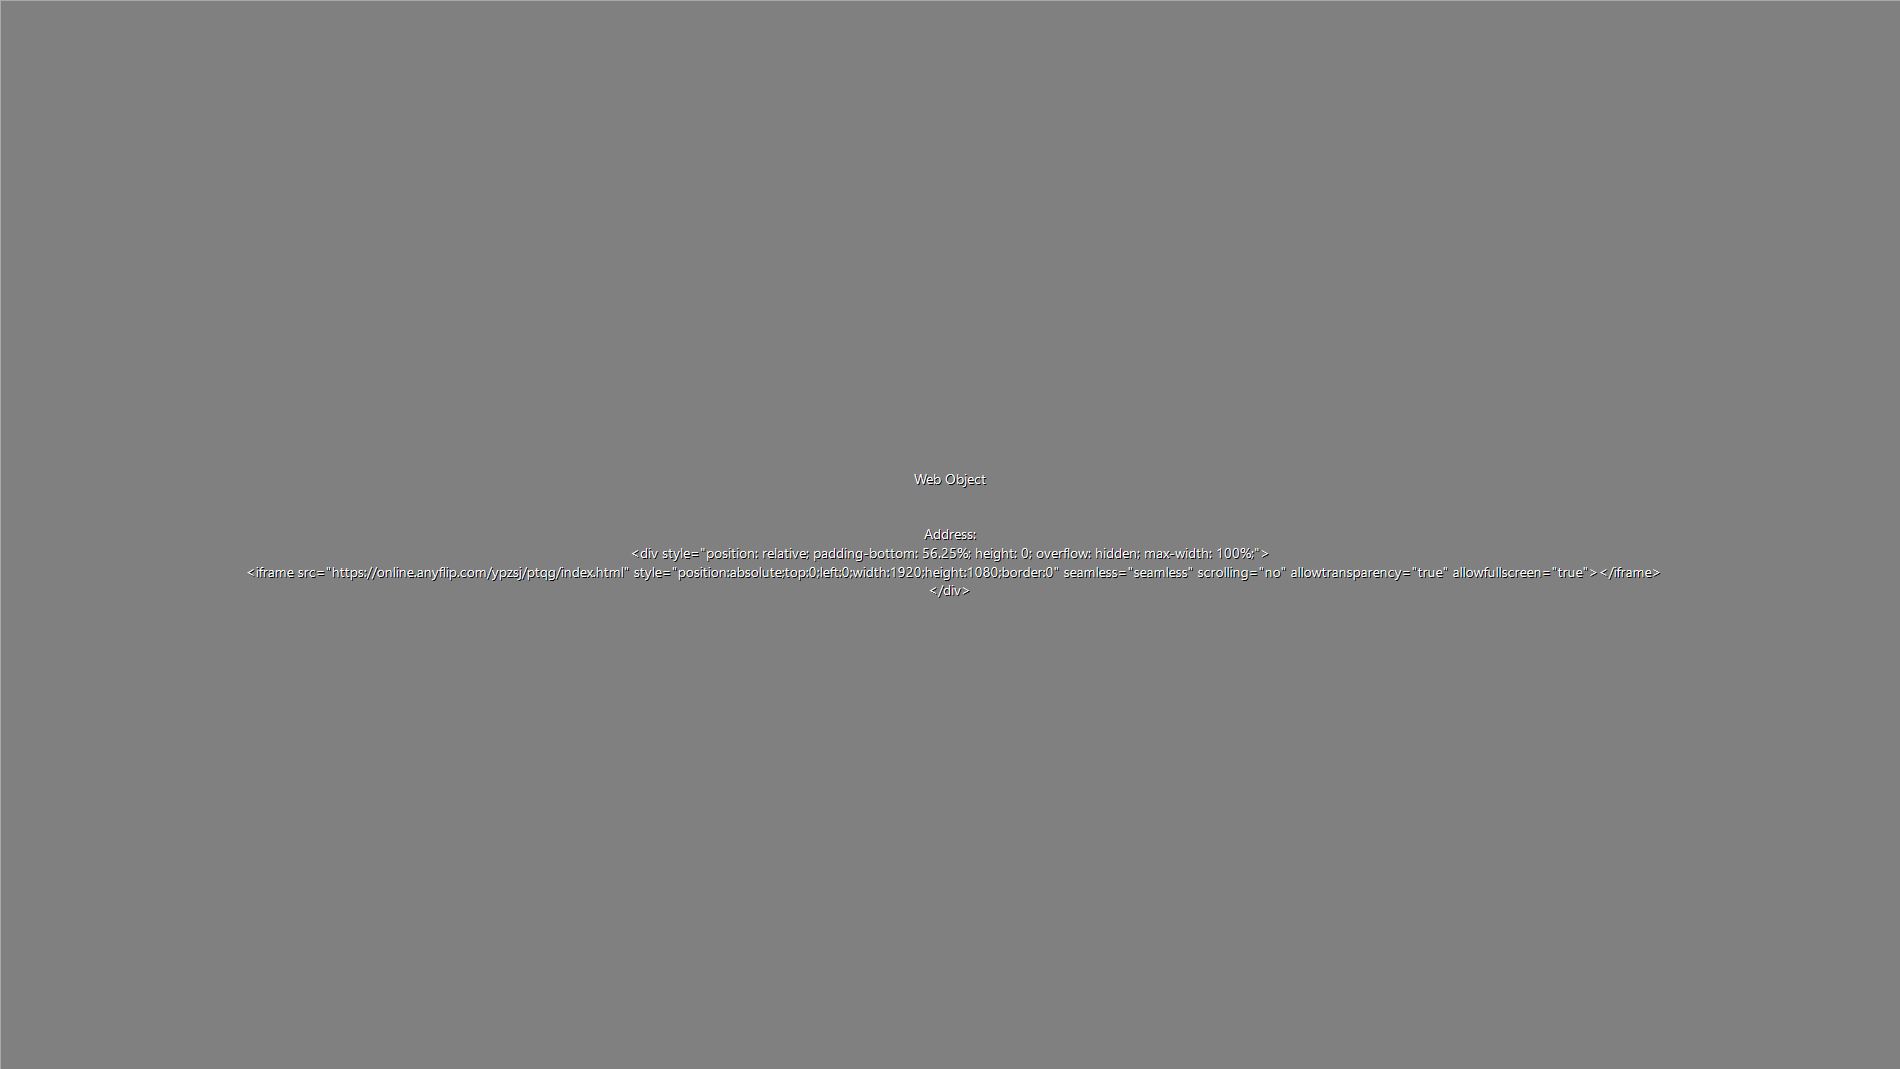 Web Object
Address:
<div style="position: relative; padding-bottom: 56.25%; height: 0; overflow: hidden; max-width: 100%;">
<iframe src="https://online.anyflip.com/ypzsj/ptqg/index.html" style="position:absolute;top:0;left:0;width:1920;height:1080;border:0" seamless="seamless" scrolling="no" allowtransparency="true" allowfullscreen="true"></iframe>
</div>